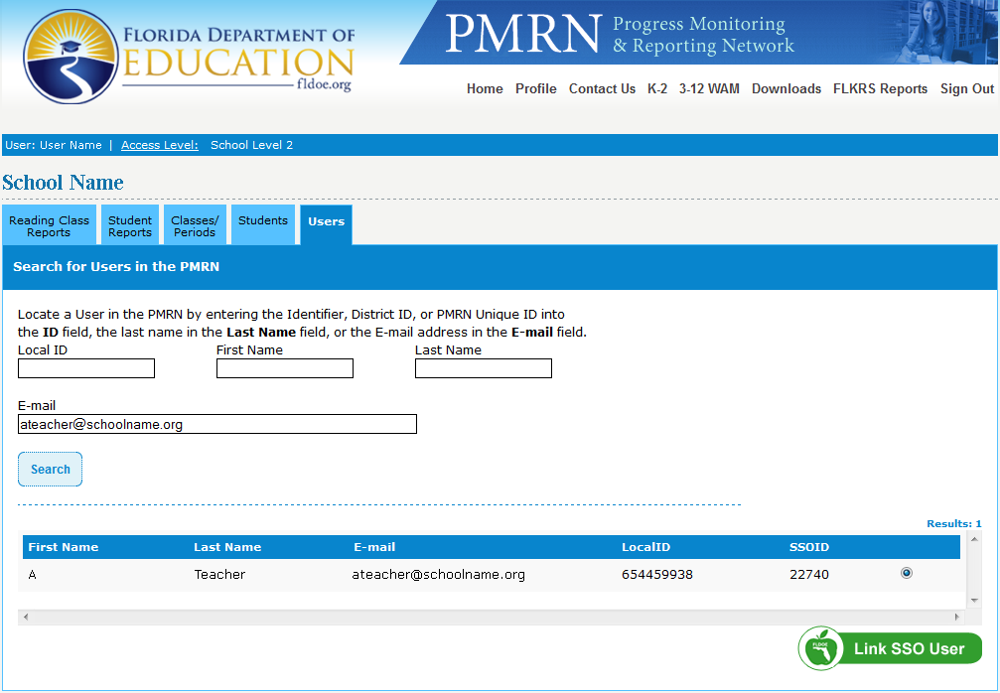 FLORIDA DEPARTMENT OF
EDUCATION
fldoe.org
PMRN Progress Monitoring
& Reporting Network
Home Profile Contact Us K-2 3-12 WAM Downloads FLKRS Reports Sign Out
User: User Name | Access Level: School Level 2
School Name
Reading Class
Reports
Student
Reports
Classes/
Periods
Students
Users
Search for Users in the PMRN
Locate a User in the PMRN by entering the Identifier, District ID, or PMRN Unique ID into
the ID field, the last name in the Last Name field, or the E-mail address in the E-mail field.
Local ID First Name Last Name
E-mail
ateacher@schoolname.org
Search
Results: 1
First Name Last Name E-mail LocalID SSOID
A Teacher ateacher@schoolname.org 654459938 22740
FLDOE
Link SSO User